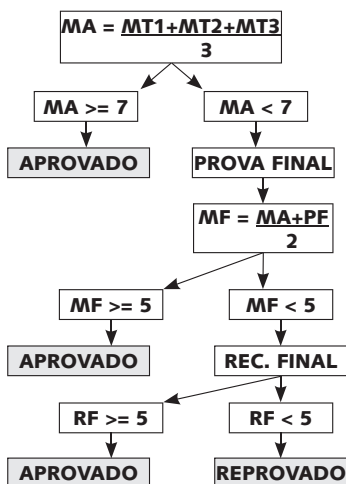 MA = MT1+MT2+MT3
3
MA >= 7
MA < 7
APROVADO
PROVA FINAL
MF = MA+PF
2
MF >= 5
MF < 5
APROVADO
REC. FINAL
RF >= 5
RF < 5
APROVADO
REPROVADO